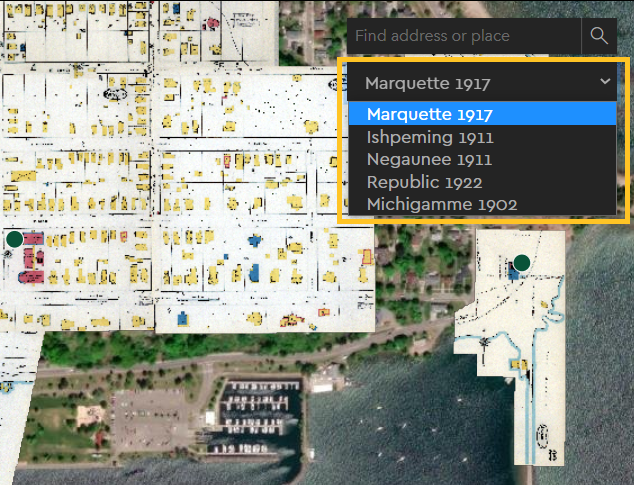 Find address or place
Marquette 1917
Marquette 1917
Ishpeming 1911
Negaunee 1911
Republic 1922
Michigamme 1902